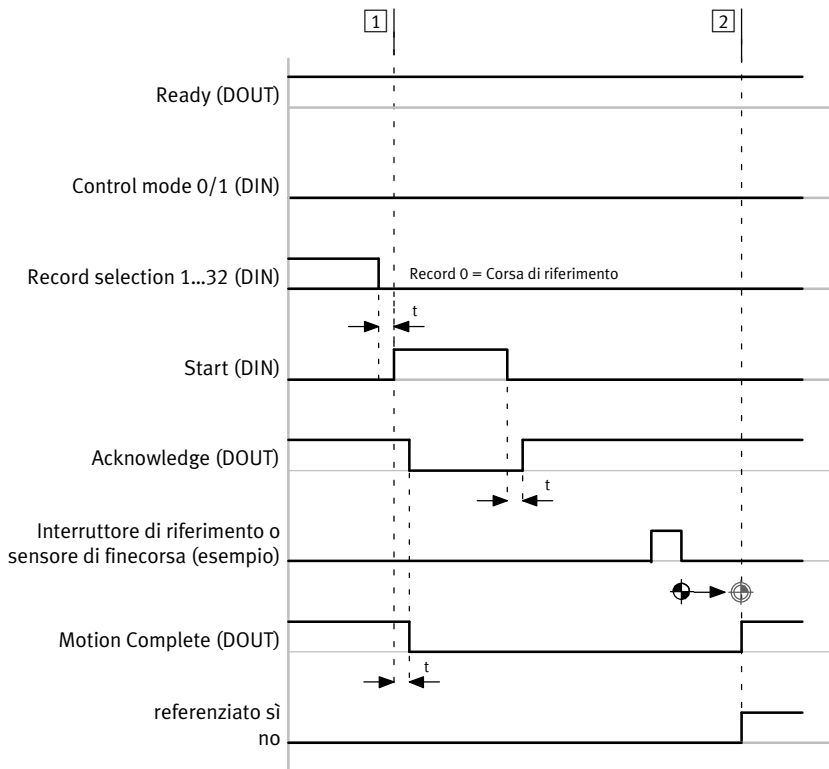 1
2
Ready (DOUT)
Control mode 0/1 (DIN)
Record selection 1...32 (DIN)
Record 0 = Corsa di riferimento
t
Start (DIN)
Acknowledge (DOUT)
t
Interruttore di riferimento o
sensore di finecorsa (esempio)
Motion Complete (DOUT)
t
referenziato sì
no